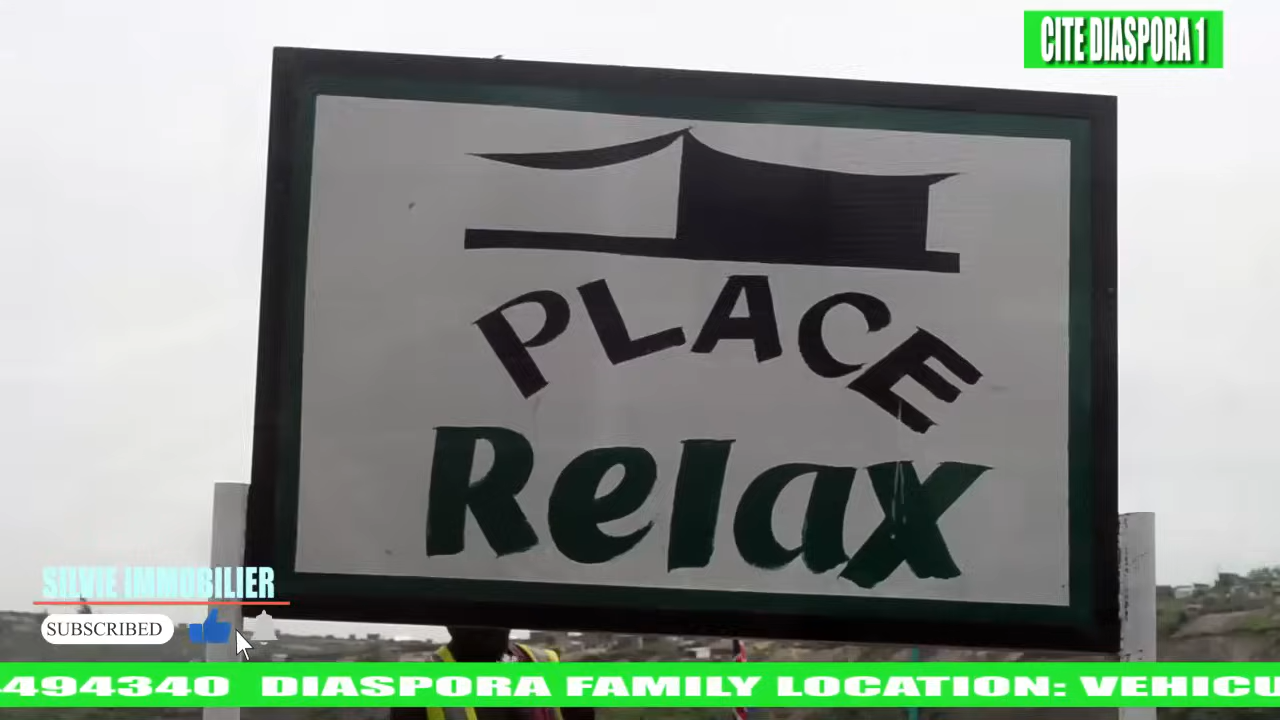 CITE DIASPORA 1
PLACE
Relax
SILVIE IMMOBILIER
SUBSCRIBED
494340 DIASPORA FAMILY LOCATION: VEHICU